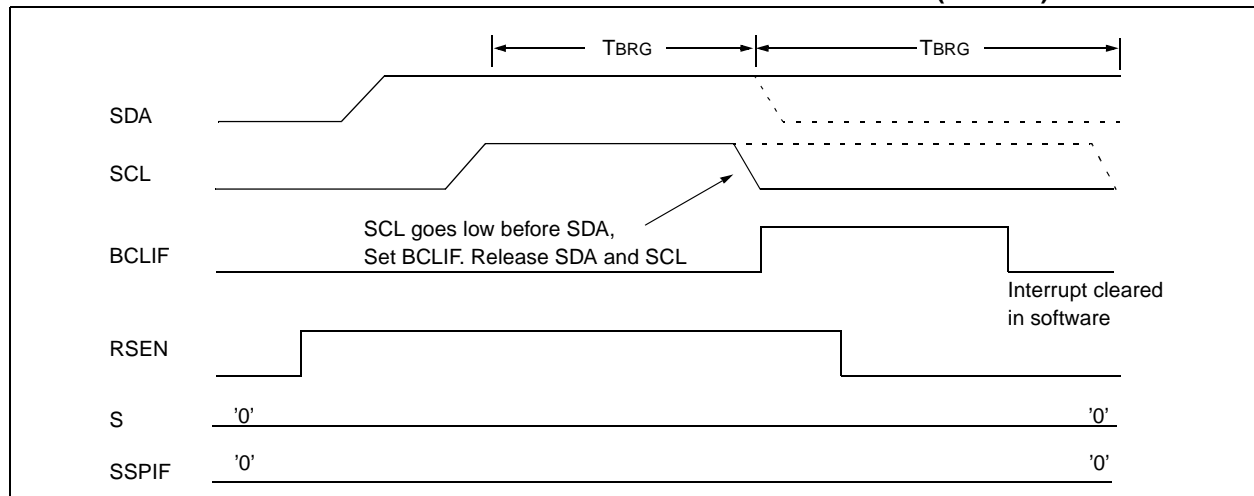 TBRG TBRG
SDA
SCL
SCL goes low before SDA,
Set BCLIF. Release SDA and SCL
BCLIF
Interrupt cleared
in software
RSEN
S '0' '0'
SSPIF '0' '0'